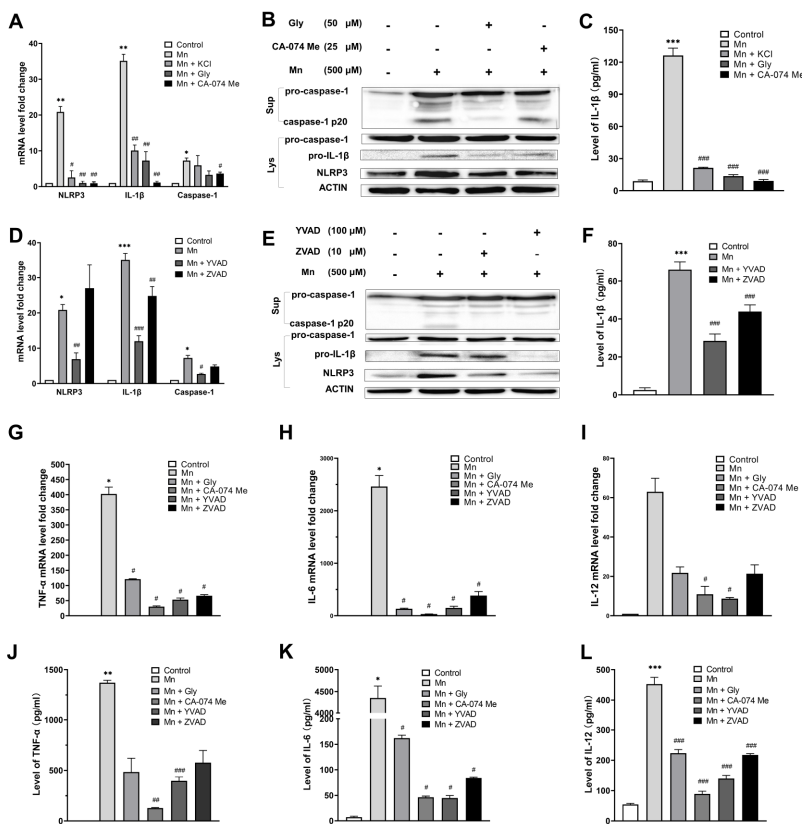 A
mRNA level fold change
40
30
20
10
0
**
#
##
##
**
##
##
##
*
#
NLRP3 IL-1β Caspase-1
Control
Mn
Mn + KCl
Mn + Gly
Mn + CA-074 Me
B
Gly (50 μM) - - + -
CA-074 Me (25 μM) - - - +
Mn (500 μM) - + + +
Sup
pro-caspase-1
caspase-1 p20
Lys
pro-caspase-1
pro-IL-1β
NLRP3
ACTIN
C
Level of IL-1β (pg/ml)
150
100
50
0
***
###
###
###
Control
Mn
Mn + KCl
Mn + Gly
Mn + CA-074 Me
D
mRNA level fold change
40
30
20
10
0
*
##
***
###
##
*
#
NLRP3 IL-1β Caspase-1
Control
Mn
Mn + YVAD
Mn + ZVAD
E
YVAD (100 μM) - - - +
ZVAD (10 μM) - - + -
Mn (500 μM) - + + +
Sup
pro-caspase-1
caspase-1 p20
Lys
pro-caspase-1
pro-IL-1β
NLRP3
ACTIN
F
Level of IL-1β (pg/ml)
80
60
40
20
0
***
###
###
Control
Mn
Mn + YVAD
Mn + ZVAD
G
TNF-α mRNA level fold change
500
450
400
350
300
250
200
150
100
50
0
*
#
#
#
#
Control
Mn
Mn + Gly
Mn + CA-074 Me
Mn + YVAD
Mn + ZVAD
H
IL-6 mRNA level fold change
3000
2000
1000
0
*
#
#
#
#
Control
Mn
Mn + Gly
Mn + CA-074 Me
Mn + YVAD
Mn + ZVAD
I
IL-12 mRNA level fold change
80
60
40
20
0
#
#
Control
Mn
Mn + Gly
Mn + CA-074 Me
Mn + YVAD
Mn + ZVAD
J
Level of TNF-α (pg/ml)
1500
1000
500
0
**
##
###
Control
Mn
Mn + Gly
Mn + CA-074 Me
Mn + YVAD
Mn + ZVAD
K
Level of IL-6 (pg/ml)
5000
4500
4000
200
150
100
50
0
*
#
#
#
#
Control
Mn
Mn + Gly
Mn + CA-074 Me
Mn + YVAD
Mn + ZVAD
L
Level of IL-12 (pg/ml)
500
400
300
200
100
0
***
###
###
###
###
Control
Mn
Mn + Gly
Mn + CA-074 Me
Mn + YVAD
Mn + ZVAD